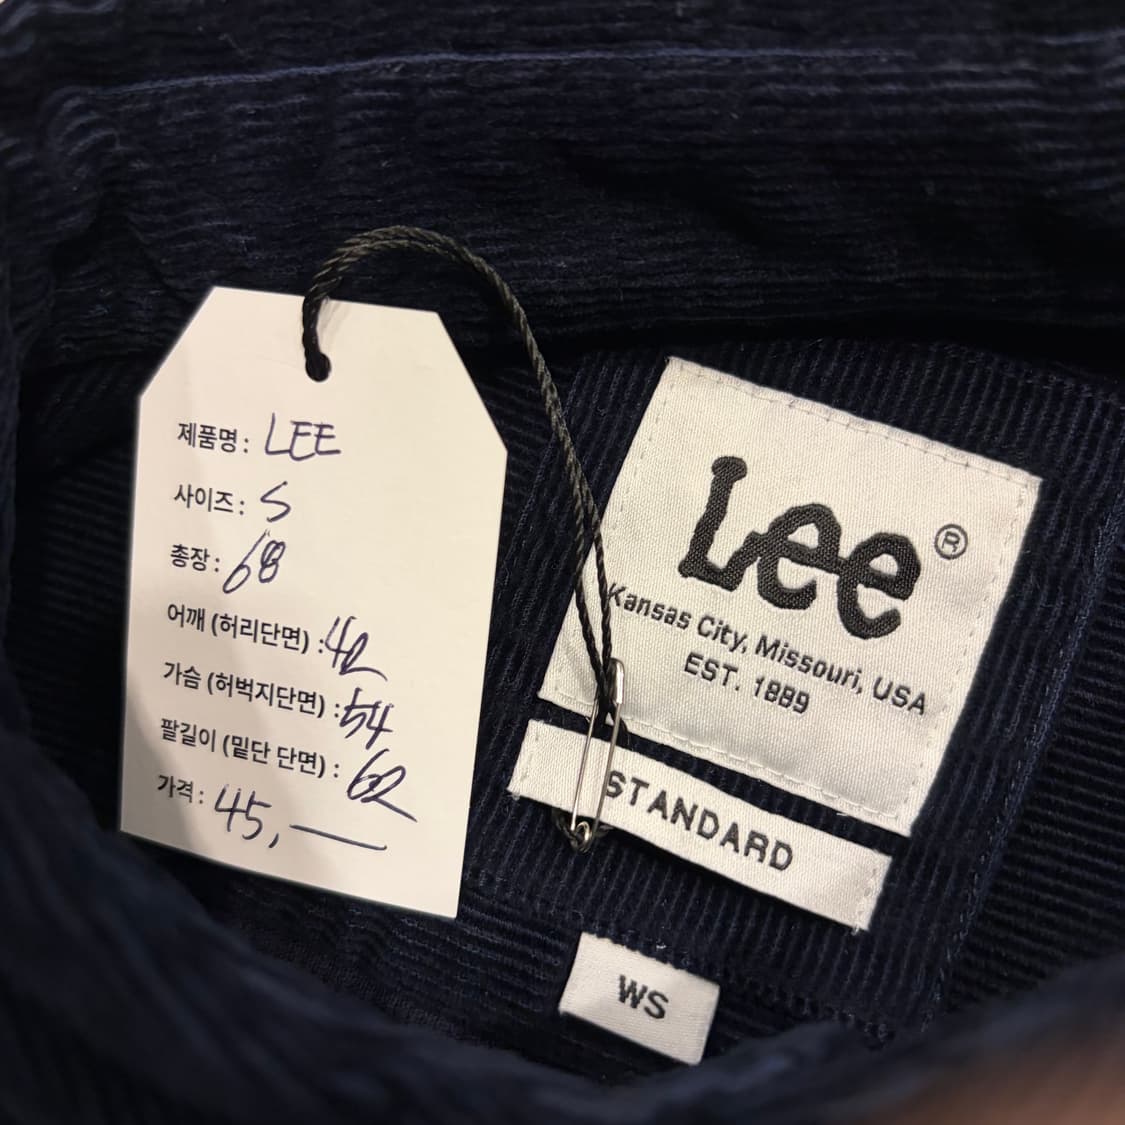 제품명: LEE
사이즈: S
총장: 68
어깨 (허리단면) : 42
가슴 (허벅지단면) : 54
팔길이 (밑단 단면) : 62
가격: 45,—
Lee®
Kansas City, Missouri, USA
EST. 1889
STANDARD
WS